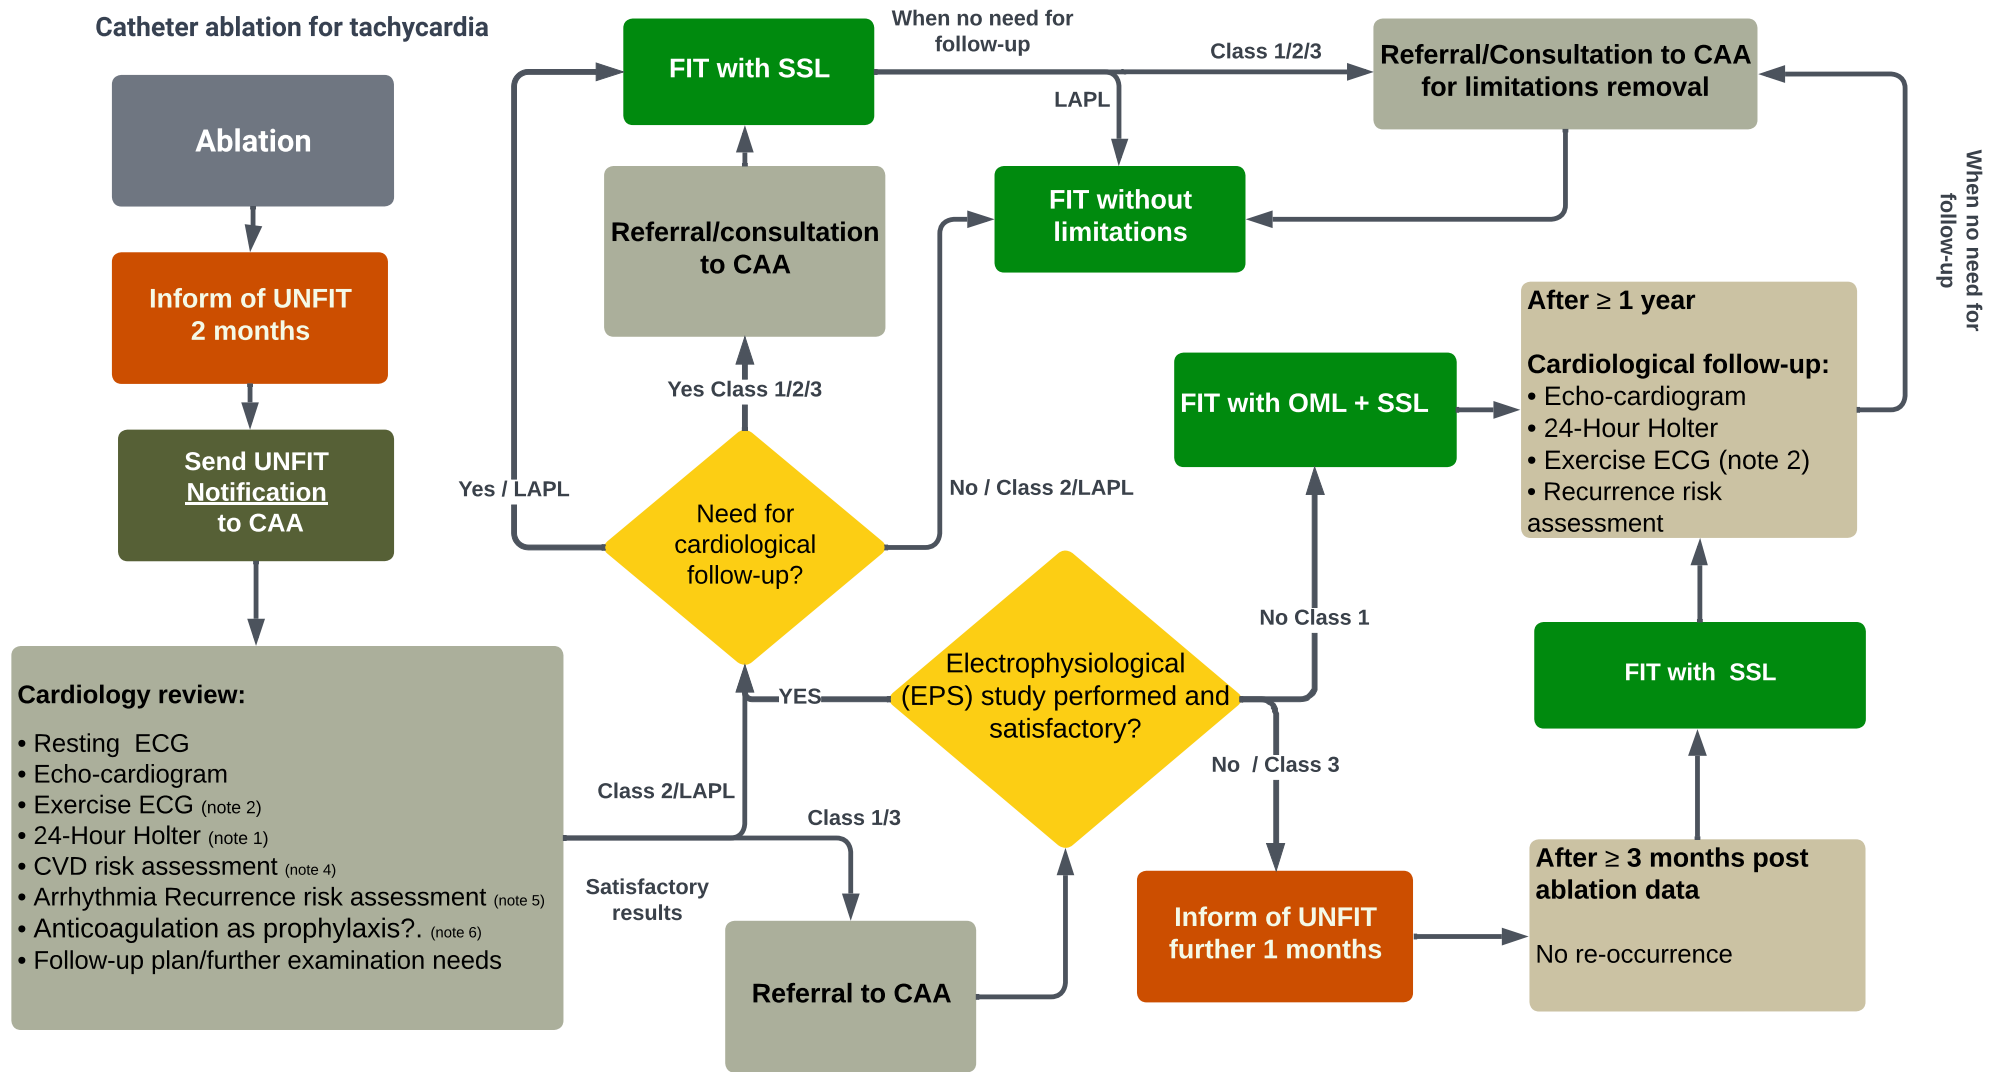 Catheter ablation for tachycardia
Ablation
Inform of UNFIT
2 months
Send UNFIT
Notification
to CAA
Cardiology review:
• Resting  ECG
• Echo-cardiogram
• Exercise ECG (note 2)
• 24-Hour Holter (note 1)
• CVD risk assessment (note 4)
• Arrhythmia Recurrence risk assessment (note 5)
• Anticoagulation as prophylaxis?. (note 6)
• Follow-up plan/further examination needs
Class 2/LAPL
Class 1/3
Satisfactory
results
Referral to CAA
Electrophysiological
(EPS) study performed and
satisfactory?
YES
Need for
cardiological
follow-up?
Yes / LAPL
Yes Class 1/2/3
No / Class 2/LAPL
Referral/consultation
to CAA
FIT with SSL
When no need for
follow-up
Class 1/2/3
LAPL
FIT without
limitations
Referral/Consultation to CAA
for limitations removal
No Class 1
No  / Class 3
FIT with OML + SSL
Inform of UNFIT
further 1 months
After ≥ 3 months post
ablation data
No re-occurrence
FIT with  SSL
After ≥ 1 year
Cardiological follow-up:
• Echo-cardiogram
• 24-Hour Holter
• Exercise ECG (note 2)
• Recurrence risk
assessment
When no need for
follow-up